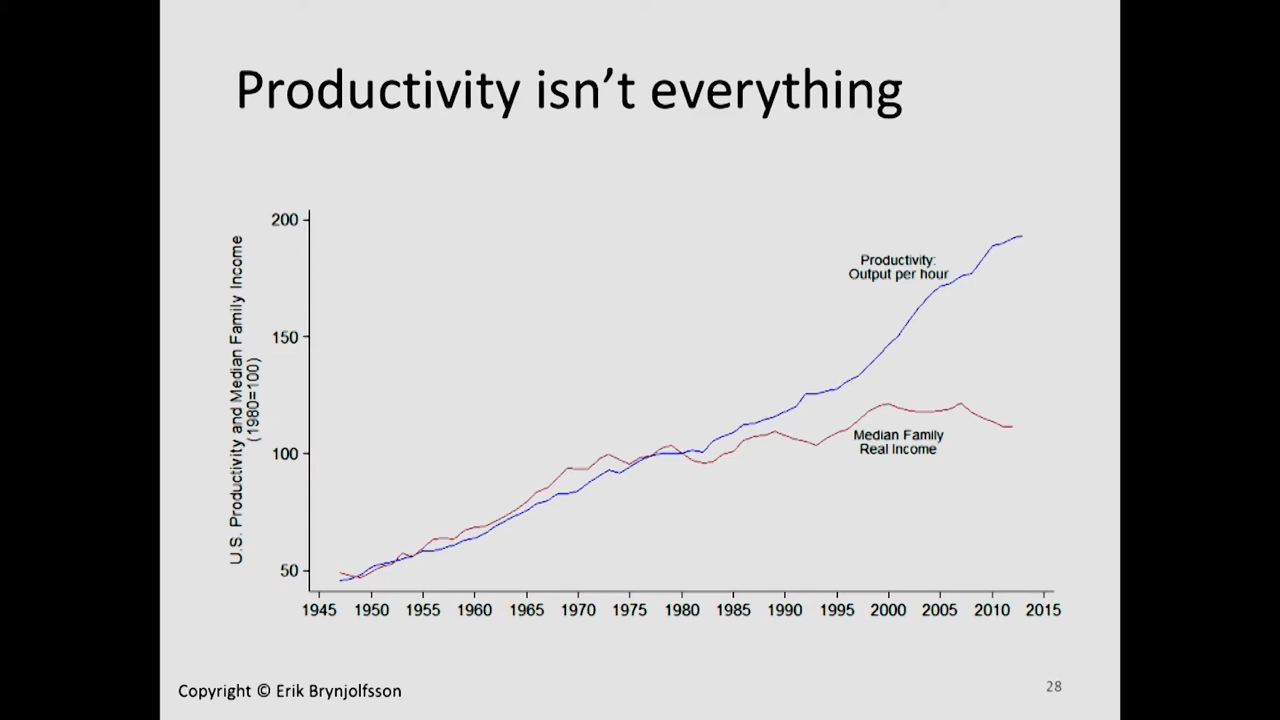 Productivity isn't everything
U.S. Productivity and Median Family Income
(1980=100)
200
150
100
50
Productivity:
Output per hour
Median Family
Real Income
1945 1950 1955 1960 1965 1970 1975 1980 1985 1990 1995 2000 2005 2010 2015
Copyright © Erik Brynjolfsson
28